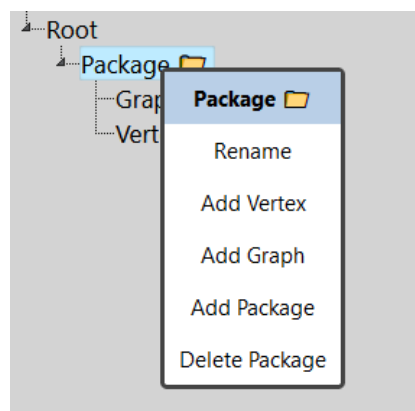 Root
Package
Grap
Vert
Package
Rename
Add Vertex
Add Graph
Add Package
Delete Package